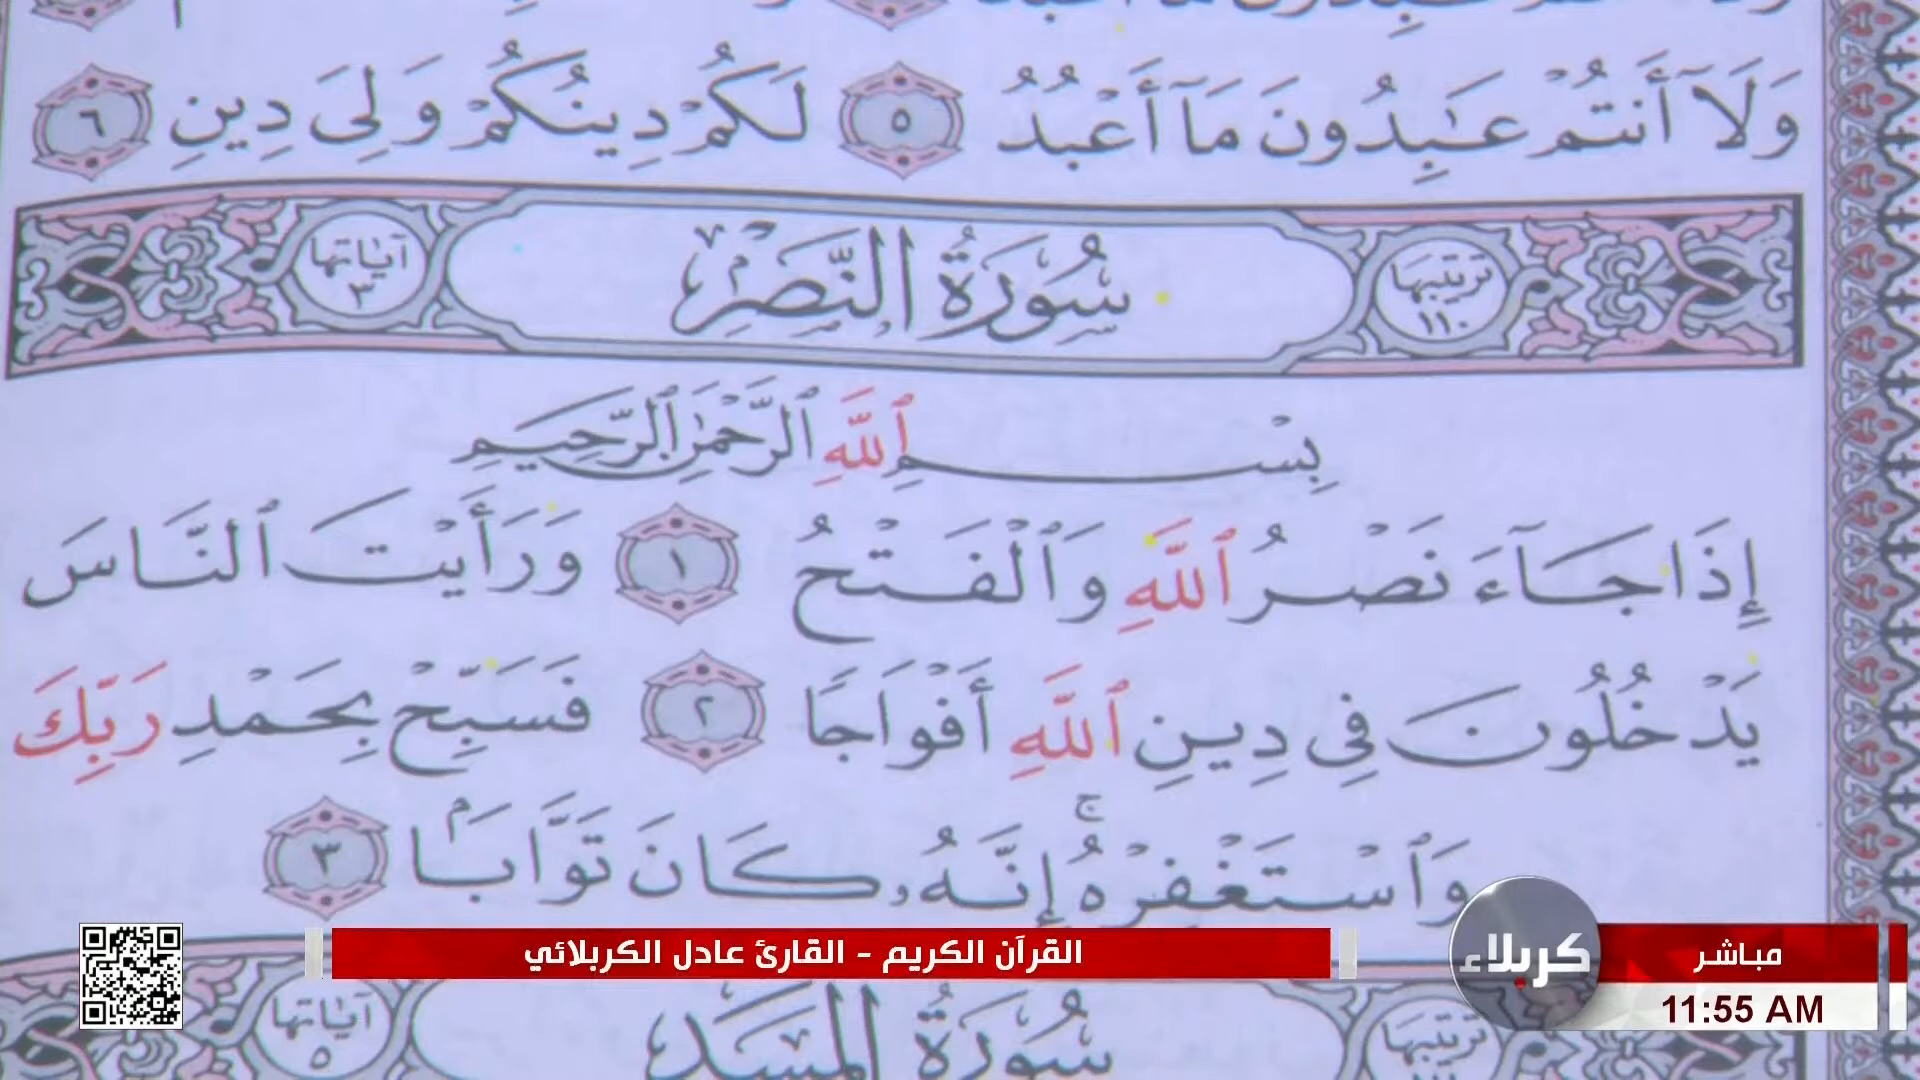 وَلَآ أَنتُمْ عَٰبِدُونَ مَآ أَعْبُدُ ٥ لَكُمْ دِينُكُمْ وَلِىَ دِينِ ٦
ترتيبها ١١٠ سُورَةُ النَّصْرِ آياتها ٣
بِسْمِ ٱللَّهِ ٱلرَّحْمَٰنِ ٱلرَّحِيمِ
إِذَا جَآءَ نَصْرُ ٱللَّهِ وَٱلْفَتْحُ ١ وَرَأَيْتَ ٱلنَّاسَ
يَدْخُلُونَ فِى دِينِ ٱللَّهِ أَفْوَاجًا ٢ فَسَبِّحْ بِحَمْدِ رَبِّكَ
وَٱسْتَغْفِرْهُ ۚ إِنَّهُۥ كَانَ تَوَّابًۢا ٣
القرآن الكريم - القارئ عادل الكربلائي
كربلاء
مباشر
11:55 AM
ترتيبها سُورَةُ المَسَدِ آياتها ٥